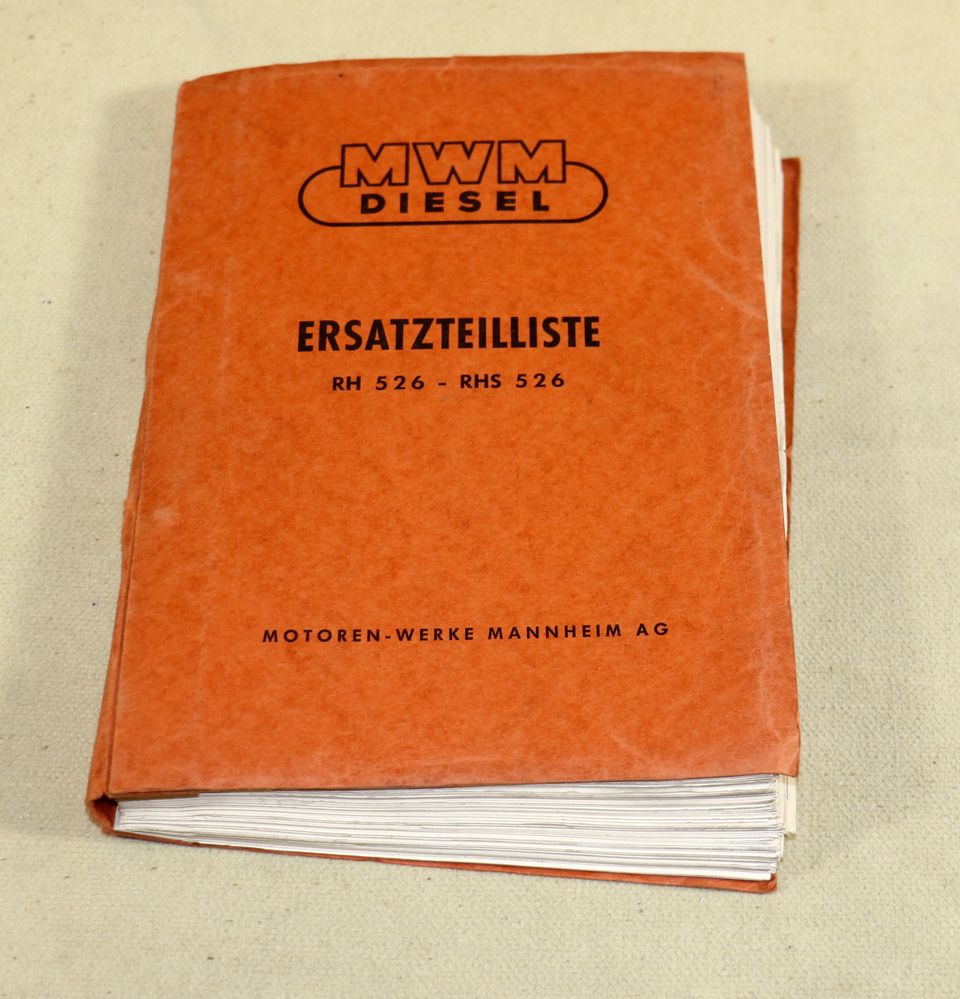 MWM
DIESEL
ERSATZTEILLISTE
RH 526 - RHS 526
MOTOREN-WERKE MANNHEIM AG